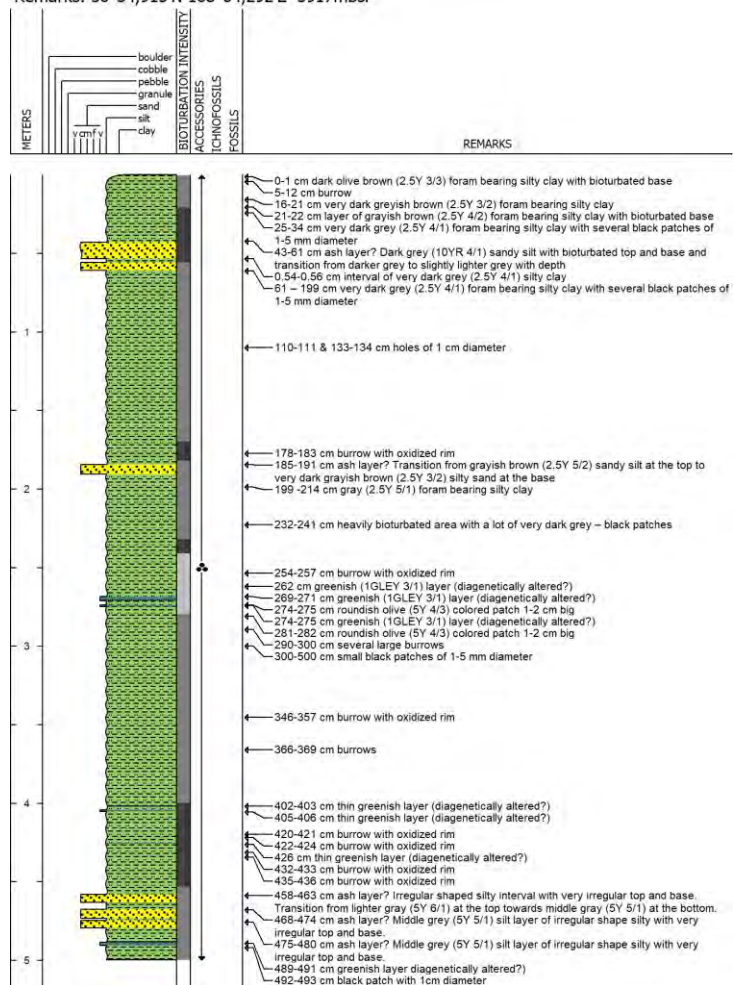 boulder
cobble
pebble
granule
sand
silt
clay
v c m f v
METERS
BIOTURBATION INTENSITY
ACCESSORIES
ICHNOFOSSILS
FOSSILS
REMARKS
0-1 cm dark olive brown (2.5Y 3/3) foram bearing silty clay with bioturbated base
5-12 cm burrow
16-21 cm very dark greyish brown (2.5Y 3/2) foram bearing silty clay
21-22 cm layer of grayish brown (2.5Y 4/2) foram bearing silty clay with bioturbated base
25-34 cm very dark grey (2.5Y 4/1) foram bearing silty clay with several black patches of
1-5 mm diameter
43-61 cm ash layer? Dark grey (10YR 4/1) sandy silt with bioturbated top and base and
transition from darker grey to slightly lighter grey with depth
0.54-0.56 cm interval of very dark grey (2.5Y 4/1) silty clay
61 – 199 cm very dark grey (2.5Y 4/1) foram bearing silty clay with several black patches of
1-5 mm diameter
1
110-111 & 133-134 cm holes of 1 cm diameter
178-183 cm burrow with oxidized rim
185-191 cm ash layer? Transition from grayish brown (2.5Y 5/2) sandy silt at the top to
very dark grayish brown (2.5Y 3/2) silty sand at the base
199 -214 cm gray (2.5Y 5/1) foram bearing silty clay
2
232-241 cm heavily bioturbated area with a lot of very dark grey – black patches
254-257 cm burrow with oxidized rim
262 cm greenish (1GLEY 3/1) layer (diagenetically altered?)
269-271 cm greenish (1GLEY 3/1) layer (diagenetically altered?)
274-275 cm roundish olive (5Y 4/3) colored patch 1-2 cm big
274-275 cm greenish (1GLEY 3/1) layer (diagenetically altered?)
281-282 cm roundish olive (5Y 4/3) colored patch 1-2 cm big
290-300 cm several large burrows
3
300-500 cm small black patches of 1-5 mm diameter
346-357 cm burrow with oxidized rim
366-369 cm burrows
4
402-403 cm thin greenish layer (diagenetically altered?)
405-406 cm thin greenish layer (diagenetically altered?)
420-421 cm burrow with oxidized rim
422-424 cm burrow with oxidized rim
426 cm thin greenish layer (diagenetically altered?)
432-433 cm burrow with oxidized rim
435-436 cm burrow with oxidized rim
458-463 cm ash layer? Irregular shaped silty interval with very irregular top and base.
Transition from lighter gray (5Y 6/1) at the top towards middle gray (5Y 5/1) at the bottom.
468-474 cm ash layer? Middle grey (5Y 5/1) silt layer of irregular shape silty with very
irregular top and base.
475-480 cm ash layer? Middle grey (5Y 5/1) silt layer of irregular shape silty with very
irregular top and base.
5
489-491 cm greenish layer diagenetically altered?)
492-493 cm black patch with 1cm diameter